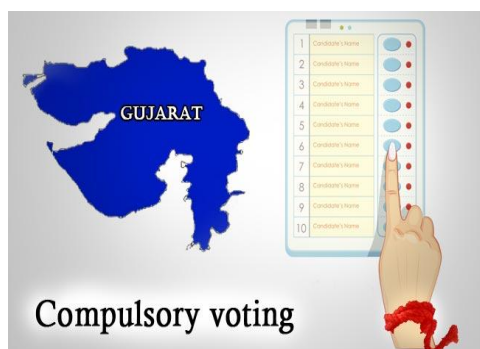 GUJARAT
1 Candidate's Name
2 Candidate's Name
3 Candidate's Name
4 Candidate's Name
5 Candidate's Name
6 Candidate's Name
7 Candidate's Name
8 Candidate's Name
9 Candidate's Name
10 Candidate's Name
Compulsory voting